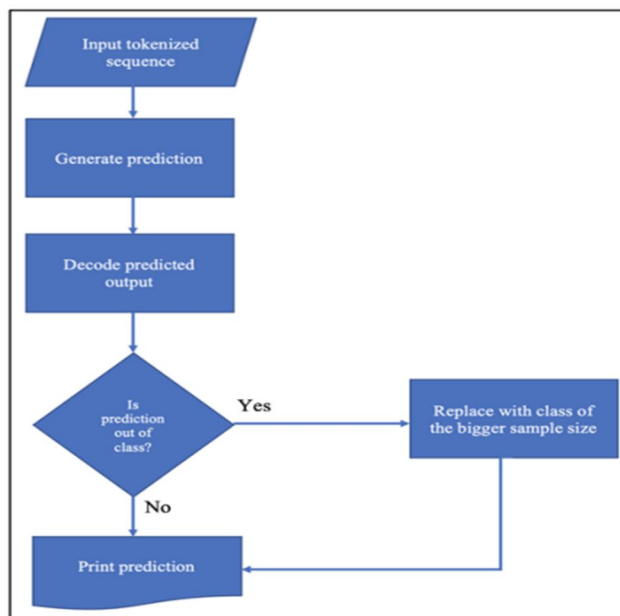 Input tokenized
sequence
Generate prediction
Decode predicted
output
Is
prediction
out of
class?
Yes
Replace with class of
the bigger sample size
No
Print prediction